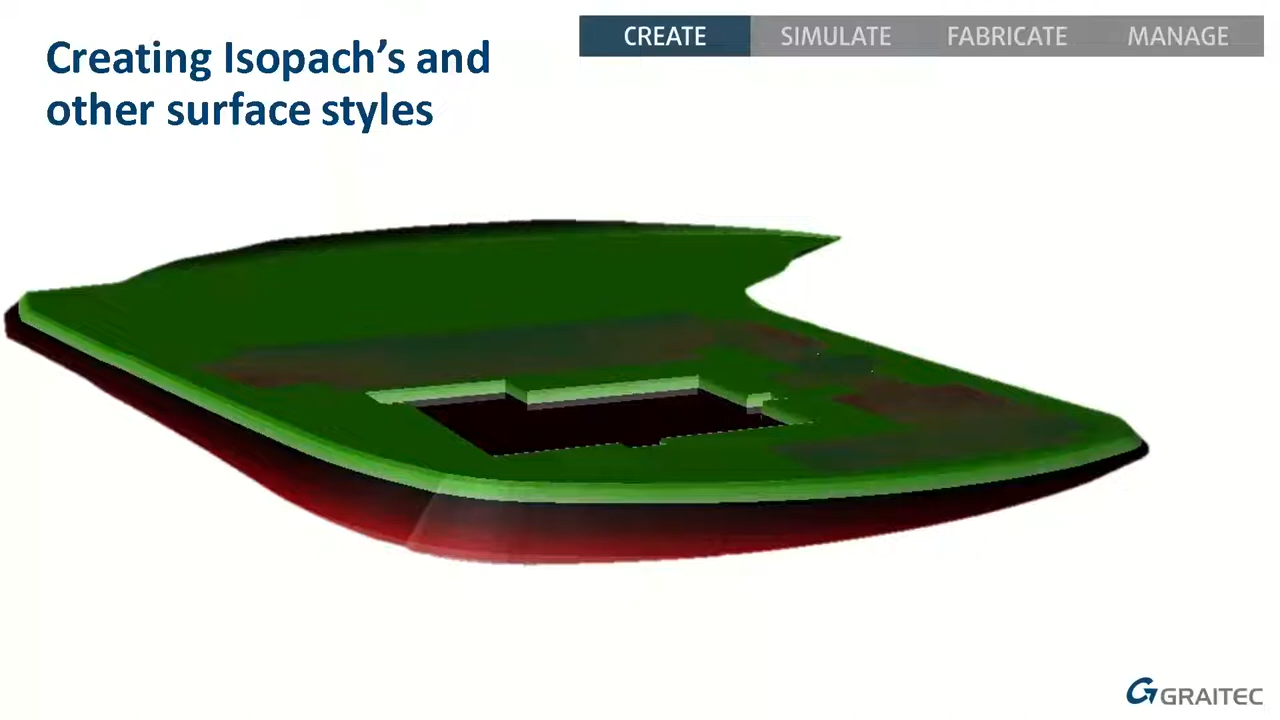 Creating Isopach’s and
other surface styles
CREATE SIMULATE FABRICATE MANAGE
GRAITEC